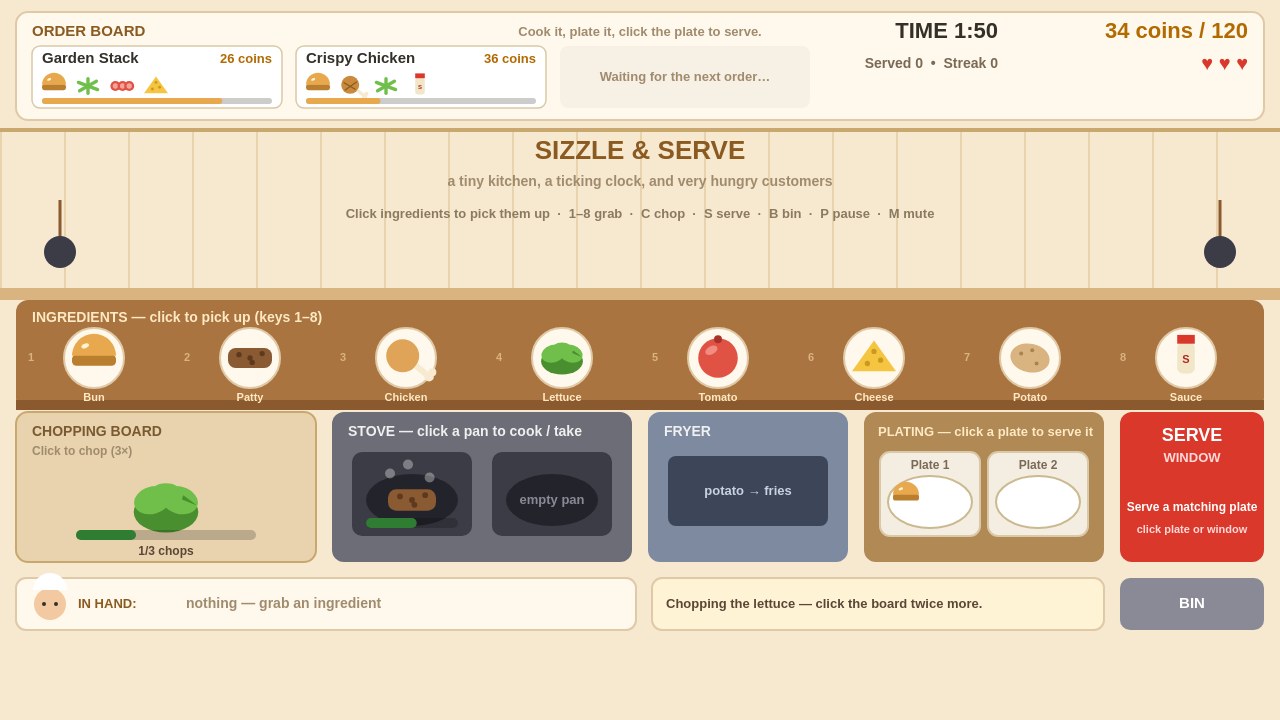 ORDER BOARD
Cook it, plate it, click the plate to serve.
TIME 1:50
34 coins / 120
Garden Stack
26 coins
Crispy Chicken
36 coins
S
Waiting for the next order…
Served 0 • Streak 0
♥ ♥ ♥
SIZZLE & SERVE
a tiny kitchen, a ticking clock, and very hungry customers
Click ingredients to pick them up · 1–8 grab · C chop · S serve · B bin · P pause · M mute
INGREDIENTS — click to pick up (keys 1–8)
1
2
3
4
5
6
7
8
S
Bun
Patty
Chicken
Lettuce
Tomato
Cheese
Potato
Sauce
CHOPPING BOARD
Click to chop (3×)
1/3 chops
STOVE — click a pan to cook / take
empty pan
FRYER
potato → fries
PLATING — click a plate to serve it
Plate 1
Plate 2
SERVE
WINDOW
Serve a matching plate
click plate or window
IN HAND:
nothing — grab an ingredient
Chopping the lettuce — click the board twice more.
BIN